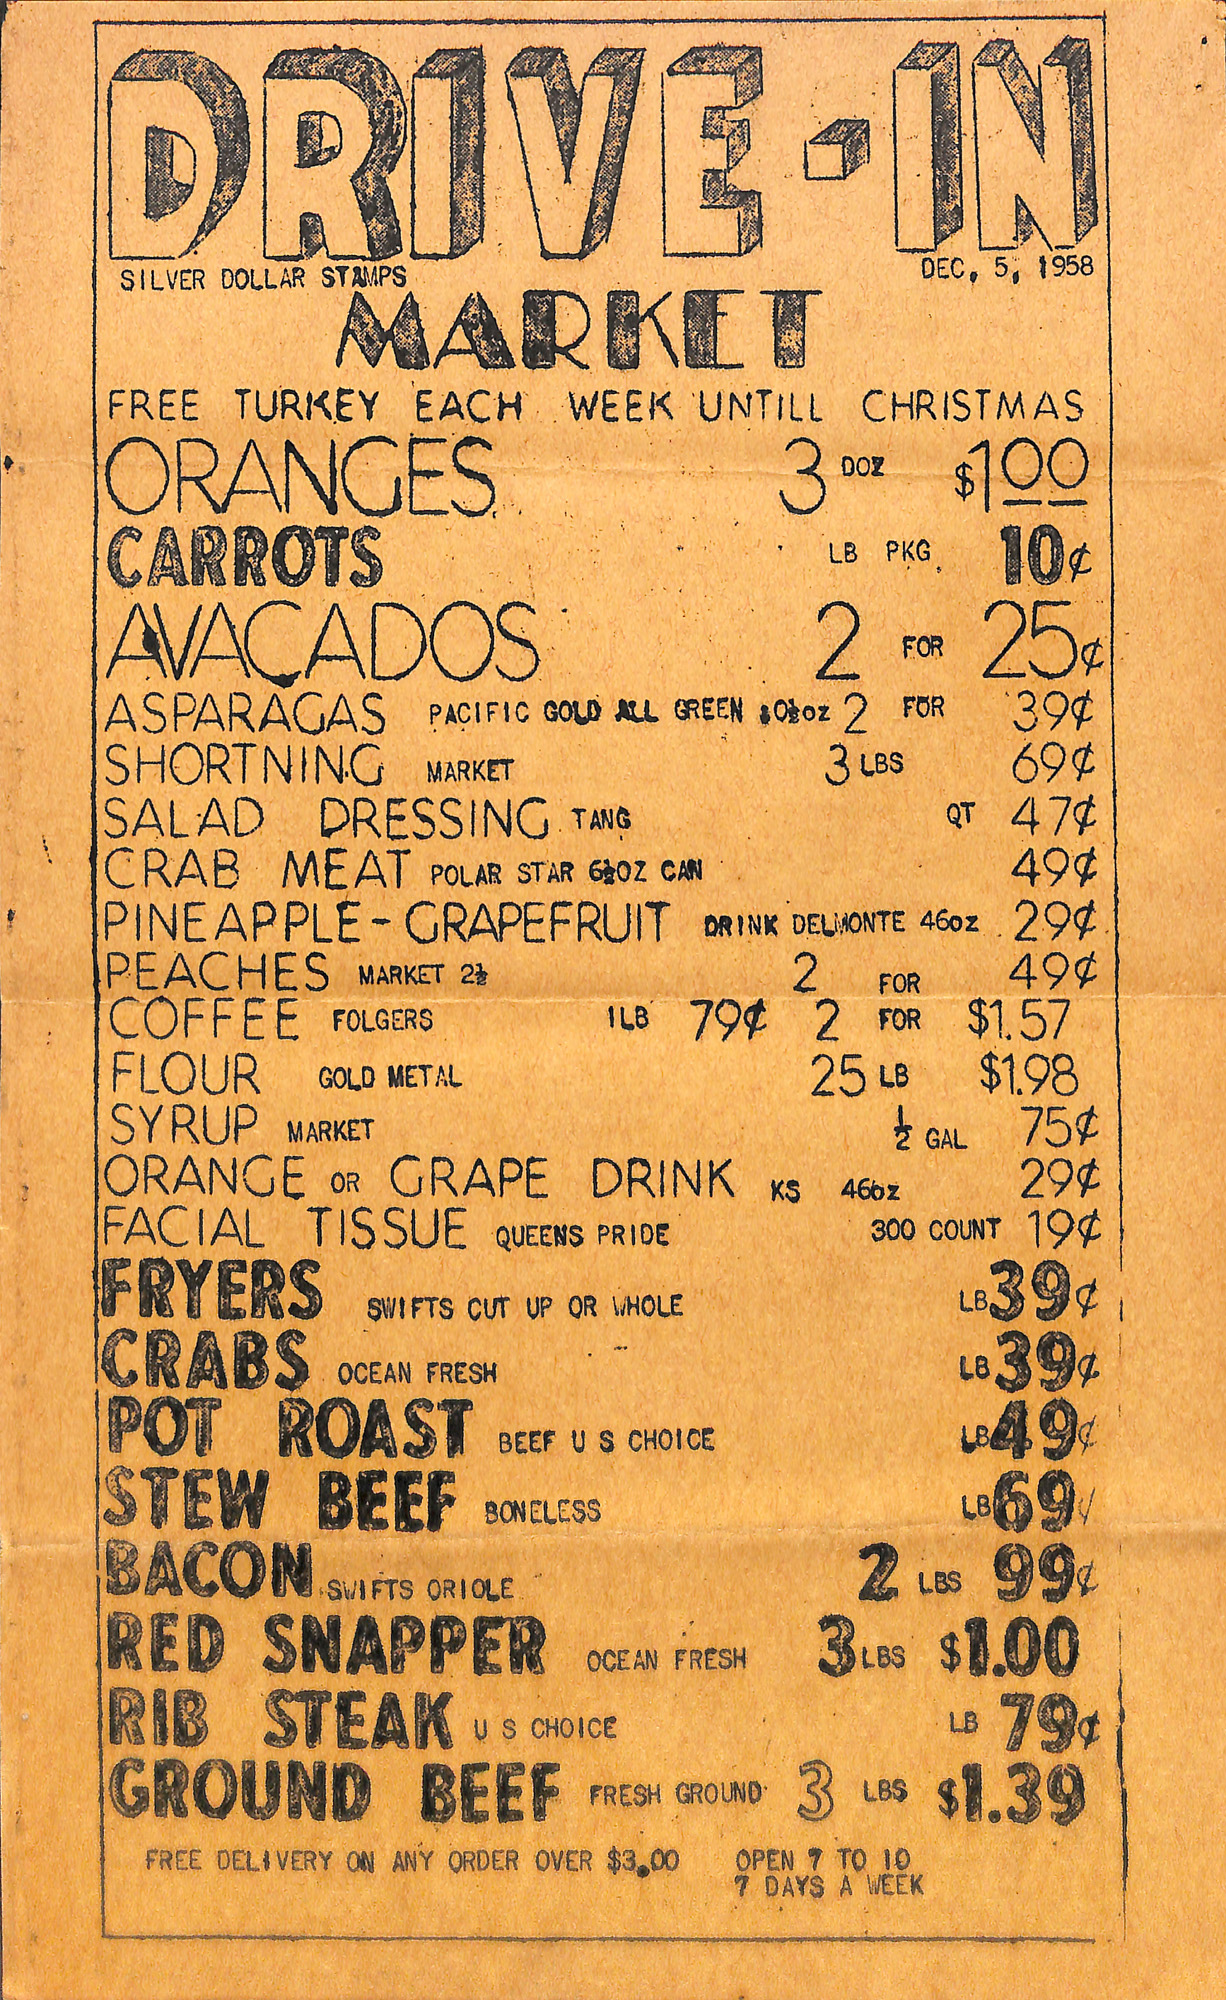 DRIVE-IN
SILVER DOLLAR STAMPS DEC. 5, 1958
MARKET
FREE TURKEY EACH WEEK UNTILL CHRISTMAS
ORANGES 3 DOZ $1.00
CARROTS LB PKG. 10¢
AVACADOS 2 FOR 25¢
ASPARAGAS PACIFIC GOLD ALL GREEN 10½OZ 2 FOR 39¢
SHORTNING MARKET 3 LBS 69¢
SALAD DRESSING TANG QT 47¢
CRAB MEAT POLAR STAR 6½OZ CAN 49¢
PINEAPPLE-GRAPEFRUIT DRINK DELMONTE 46OZ 29¢
PEACHES MARKET 2½ 2 FOR 49¢
COFFEE FOLGERS 1LB 79¢ 2 FOR $1.57
FLOUR GOLD METAL 25 LB $1.98
SYRUP MARKET ½ GAL 75¢
ORANGE OR GRAPE DRINK KS 46OZ 29¢
FACIAL TISSUE QUEENS PRIDE 300 COUNT 19¢
FRYERS SWIFTS CUT UP OR WHOLE LB 39¢
CRABS OCEAN FRESH LB 39¢
POT ROAST BEEF U S CHOICE LB 49¢
STEW BEEF BONELESS LB 69¢
BACON SWIFTS ORIOLE 2 LBS 99¢
RED SNAPPER OCEAN FRESH 3 LBS $1.00
RIB STEAK U S CHOICE LB 79¢
GROUND BEEF FRESH GROUND 3 LBS $1.39
FREE DELIVERY ON ANY ORDER OVER $3.00 OPEN 7 TO 10
7 DAYS A WEEK